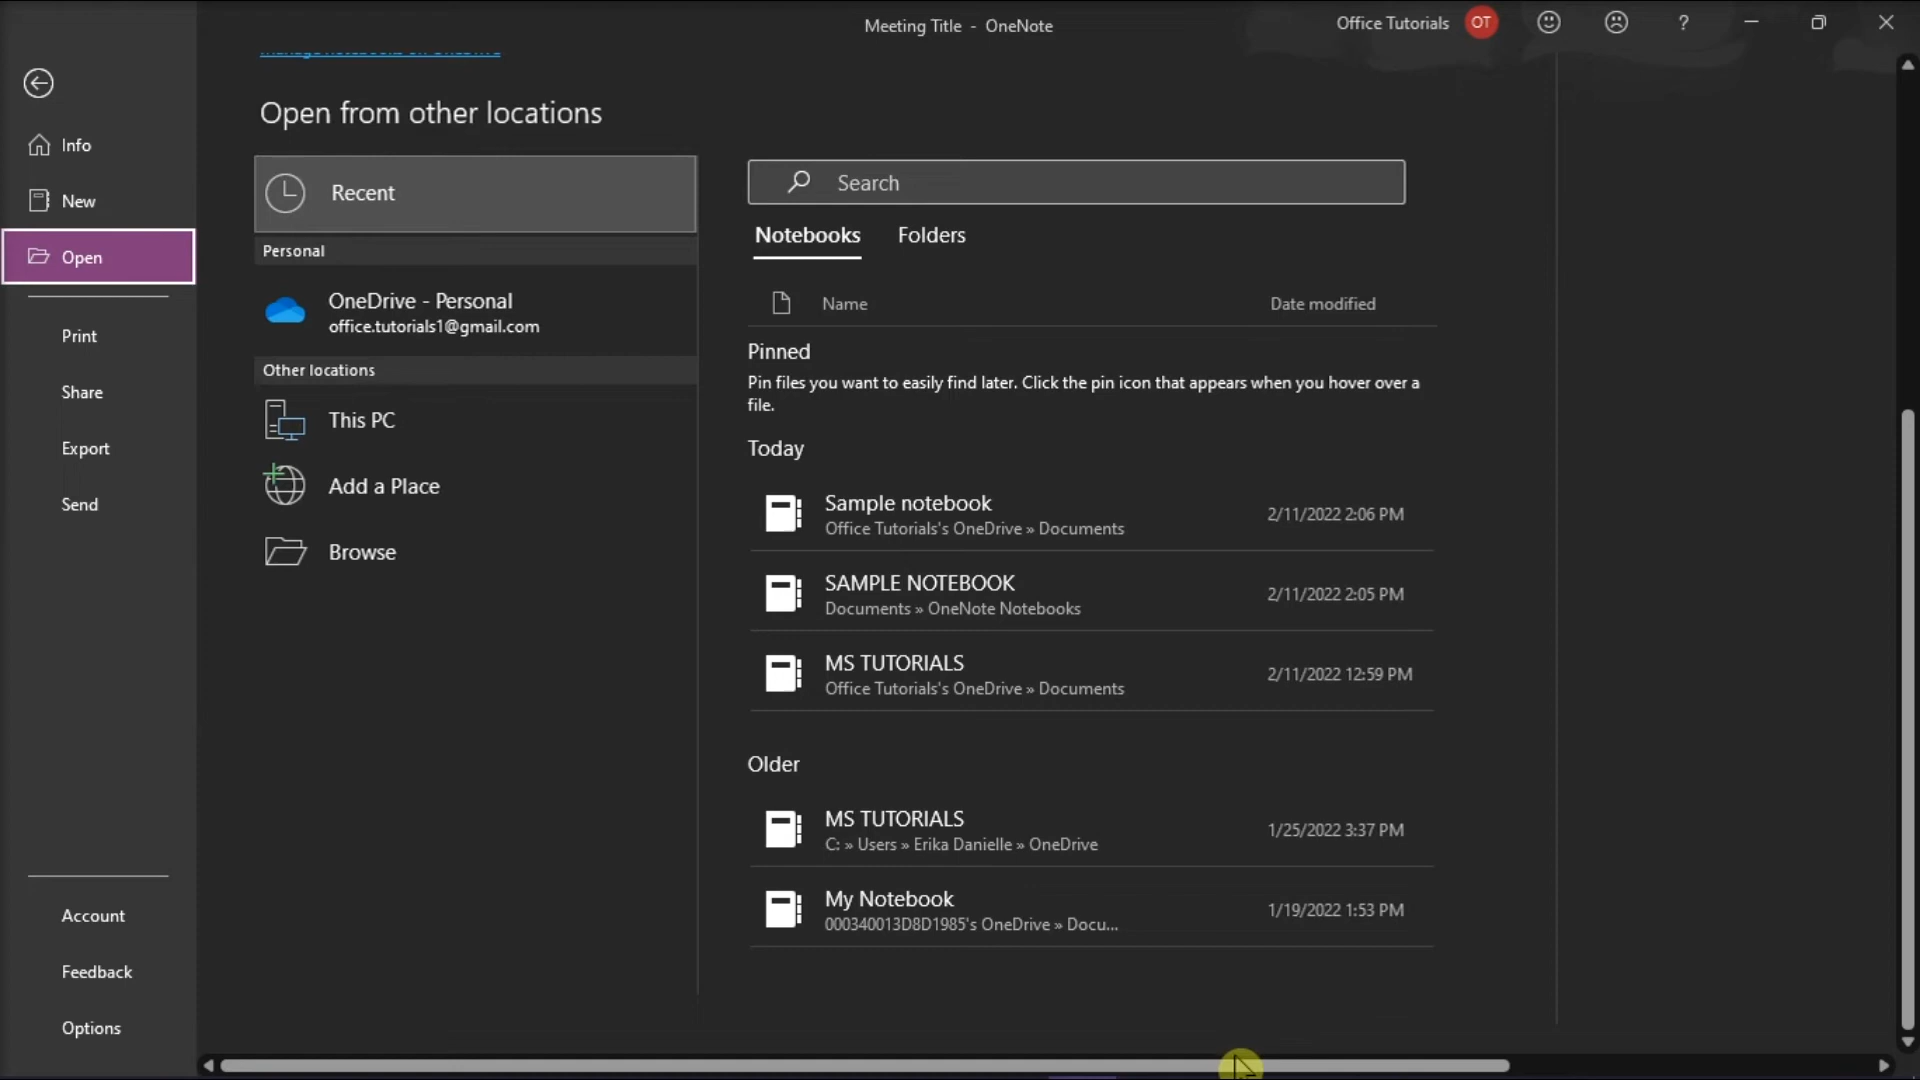 Meeting Title - OneNote
Office Tutorials OT
?
Open from other locations
Info
New
Open
Print
Share
Export
Send
Account
Feedback
Options
Recent
Personal
OneDrive - Personal
office.tutorials1@gmail.com
Other locations
This PC
Add a Place
Browse
Search
Notebooks Folders
Name Date modified
Pinned
Pin files you want to easily find later. Click the pin icon that appears when you hover over a
file.
Today
Sample notebook
Office Tutorials's OneDrive » Documents
2/11/2022 2:06 PM
SAMPLE NOTEBOOK
Documents » OneNote Notebooks
2/11/2022 2:05 PM
MS TUTORIALS
Office Tutorials's OneDrive » Documents
2/11/2022 12:59 PM
Older
MS TUTORIALS
C: » Users » Erika Danielle » OneDrive
1/25/2022 3:37 PM
My Notebook
000340013D8D1985's OneDrive » Docu...
1/19/2022 1:53 PM